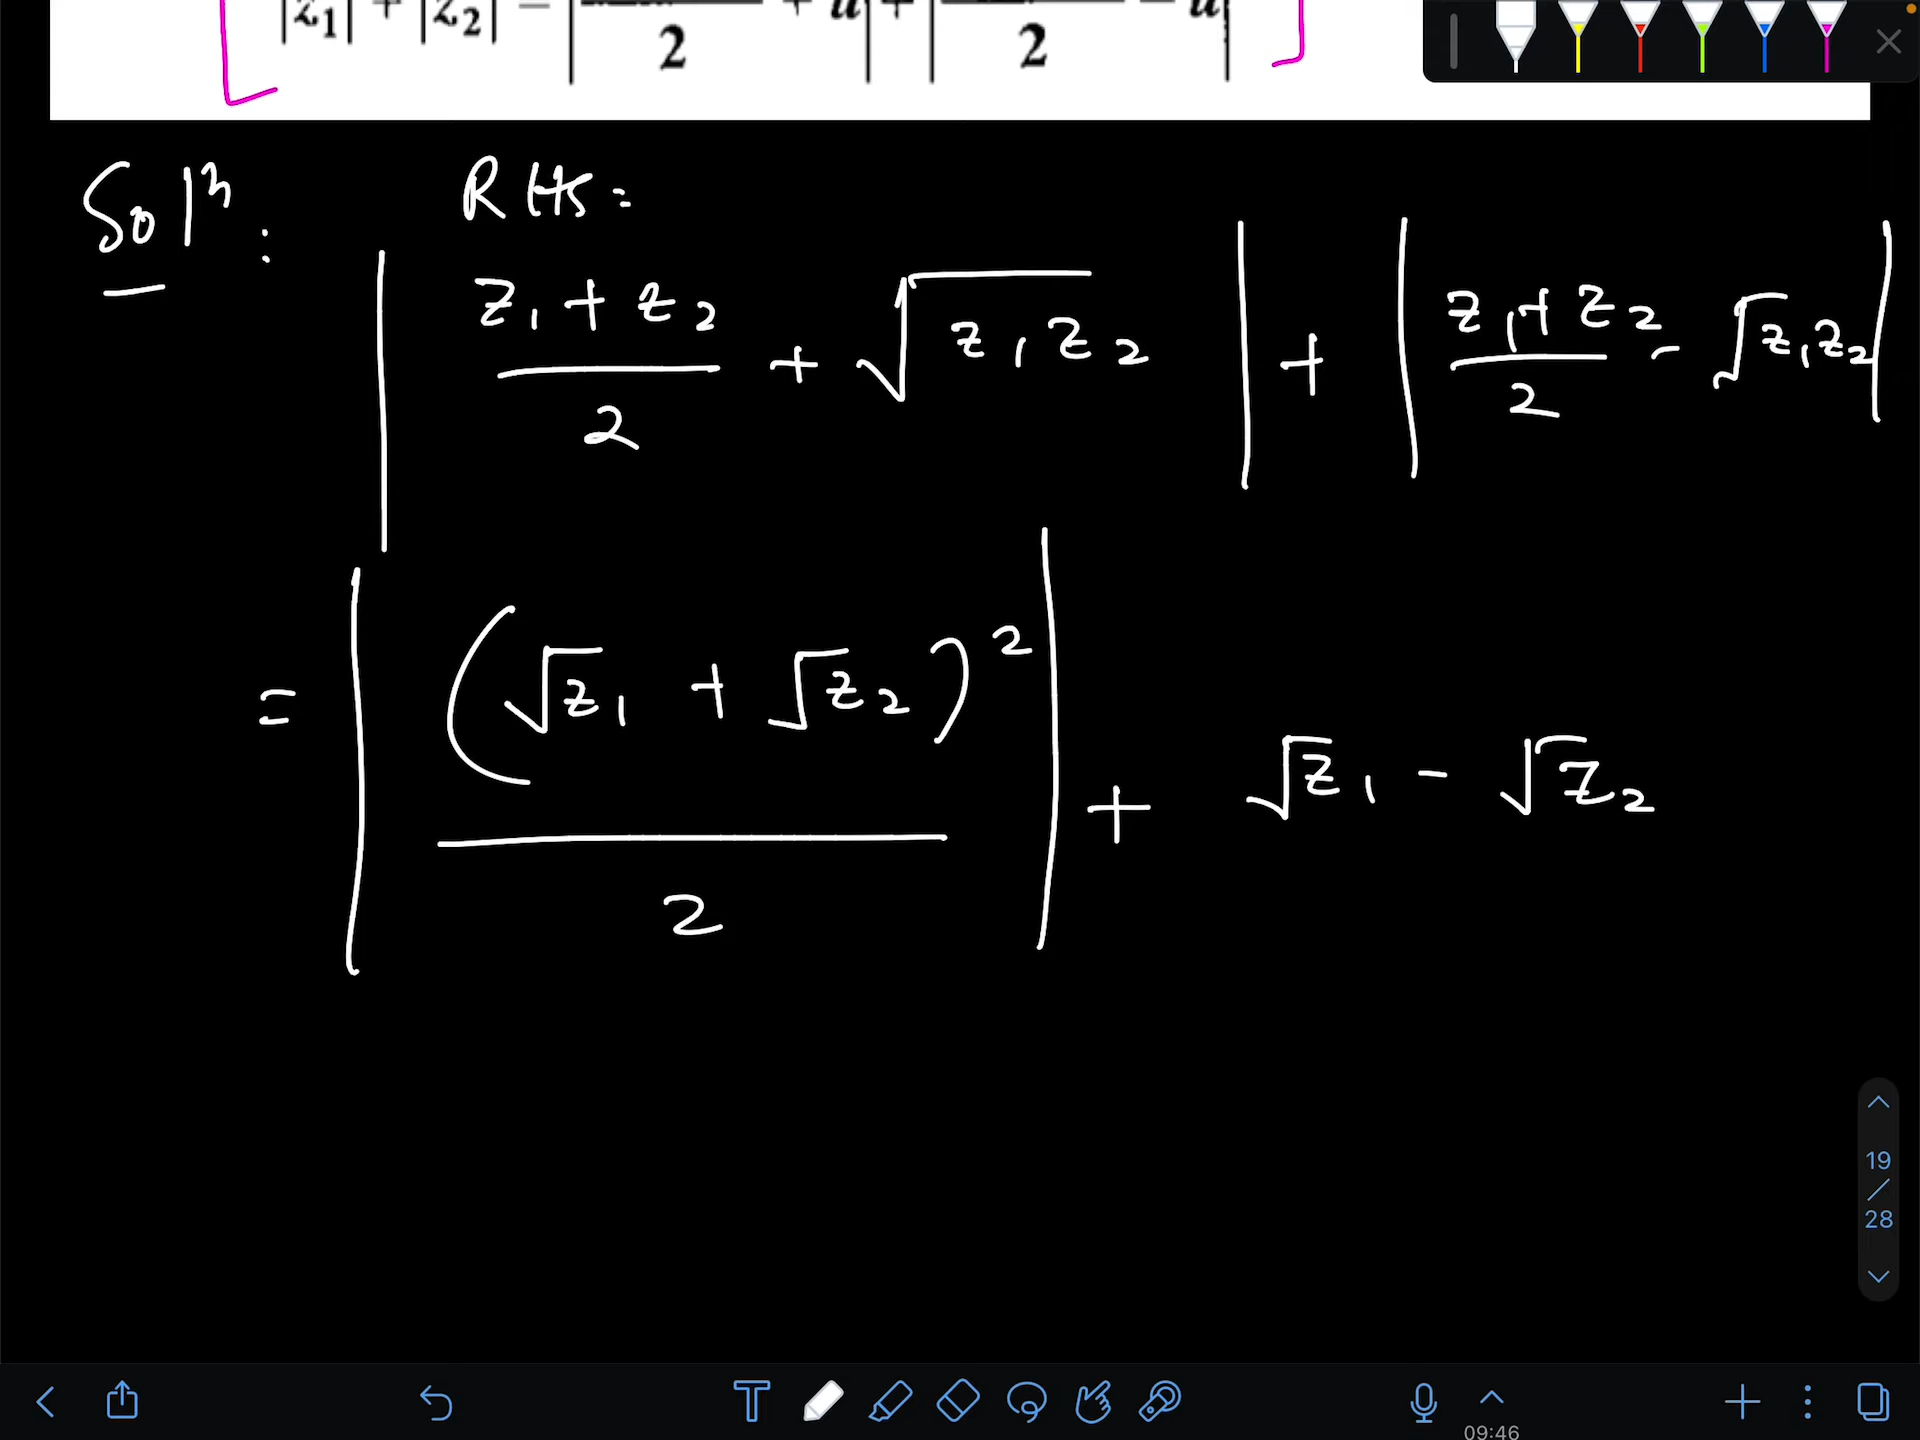 |z₁| + |z₂| = | 2 + u | + | 2 − u |
Solⁿ :
RHS =
| (z₁ + z₂)/2 + √(z₁z₂) | + | (z₁ + z₂)/2 − √(z₁z₂) |
= | (√z₁ + √z₂)²/2 | + √z₁ − √z₂
19
/
28
T
09:46